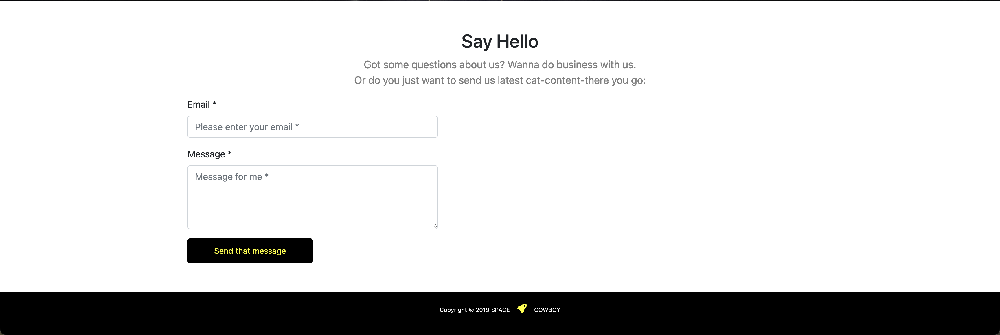 Say Hello
Got some questions about us? Wanna do business with us.
Or do you just want to send us latest cat-content-there you go:
Email *
Please enter your email *
Message *
Message for me *
Send that message
Copyright © 2019 SPACE COWBOY